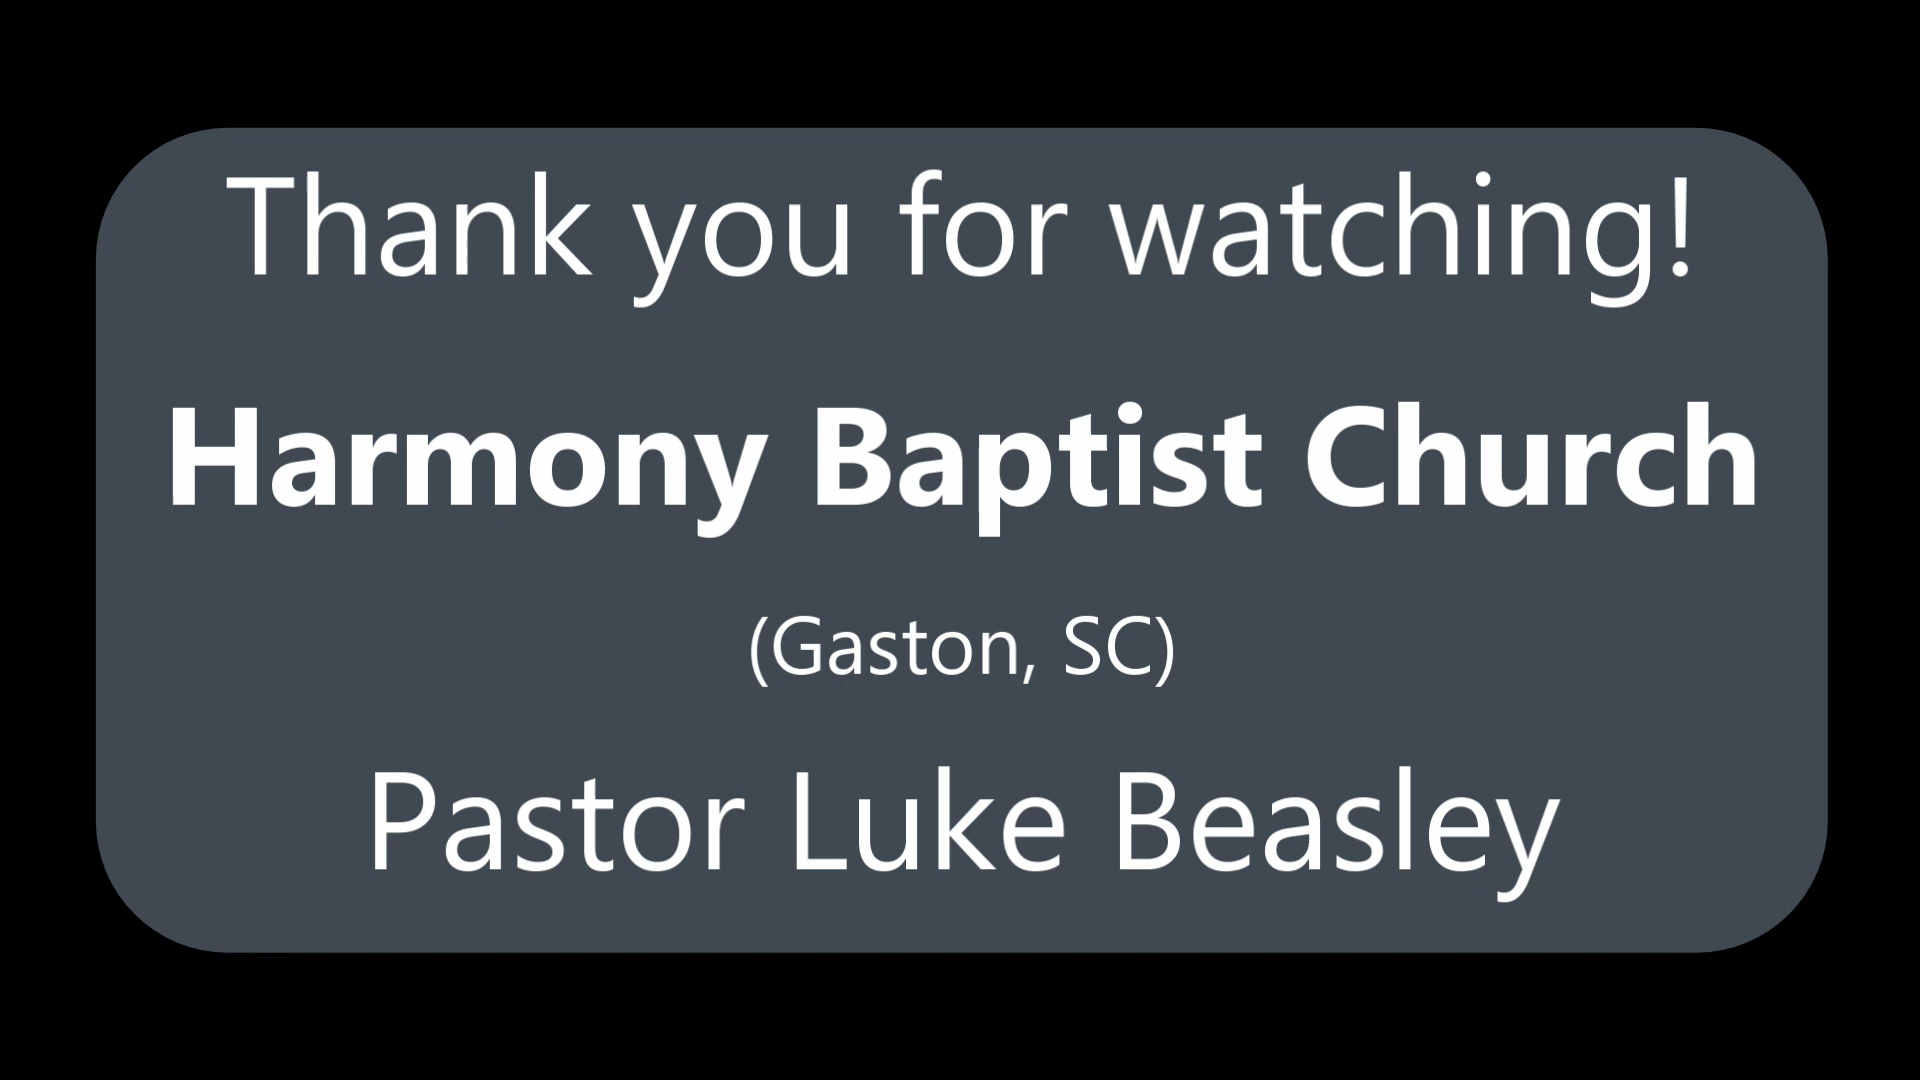 Thank you for watching!
Harmony Baptist Church
(Gaston, SC)
Pastor Luke Beasley